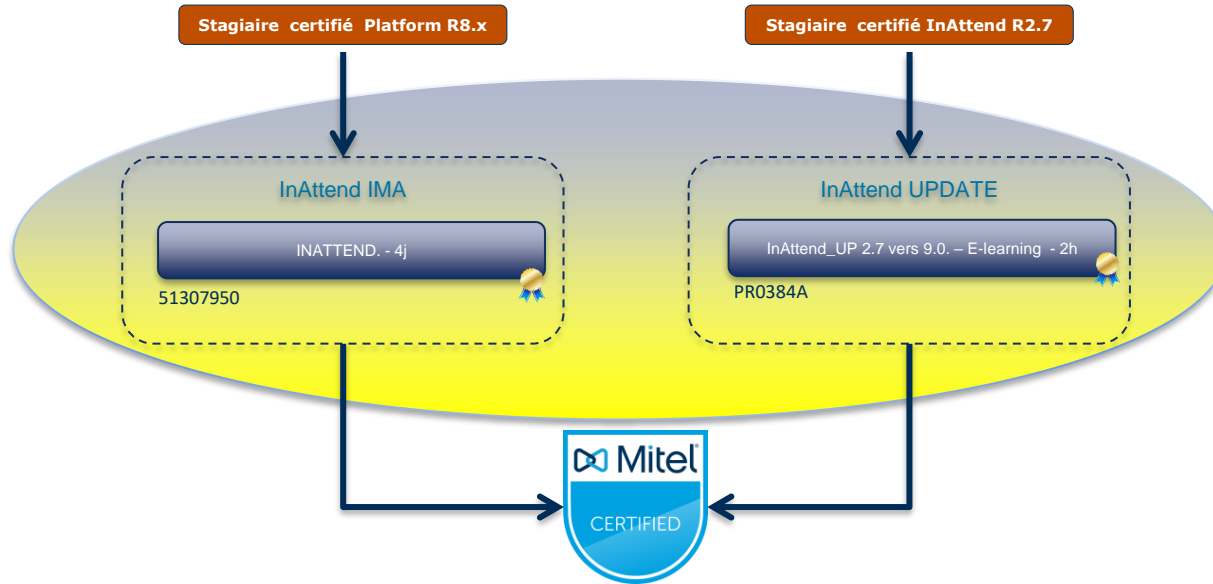 Stagiaire certifié Platform R8.x
Stagiaire certifié InAttend R2.7
InAttend IMA
InAttend UPDATE
INATTEND. - 4j
InAttend_UP 2.7 vers 9.0. – E-learning - 2h
51307950
PR0384A
Mitel®
CERTIFIED